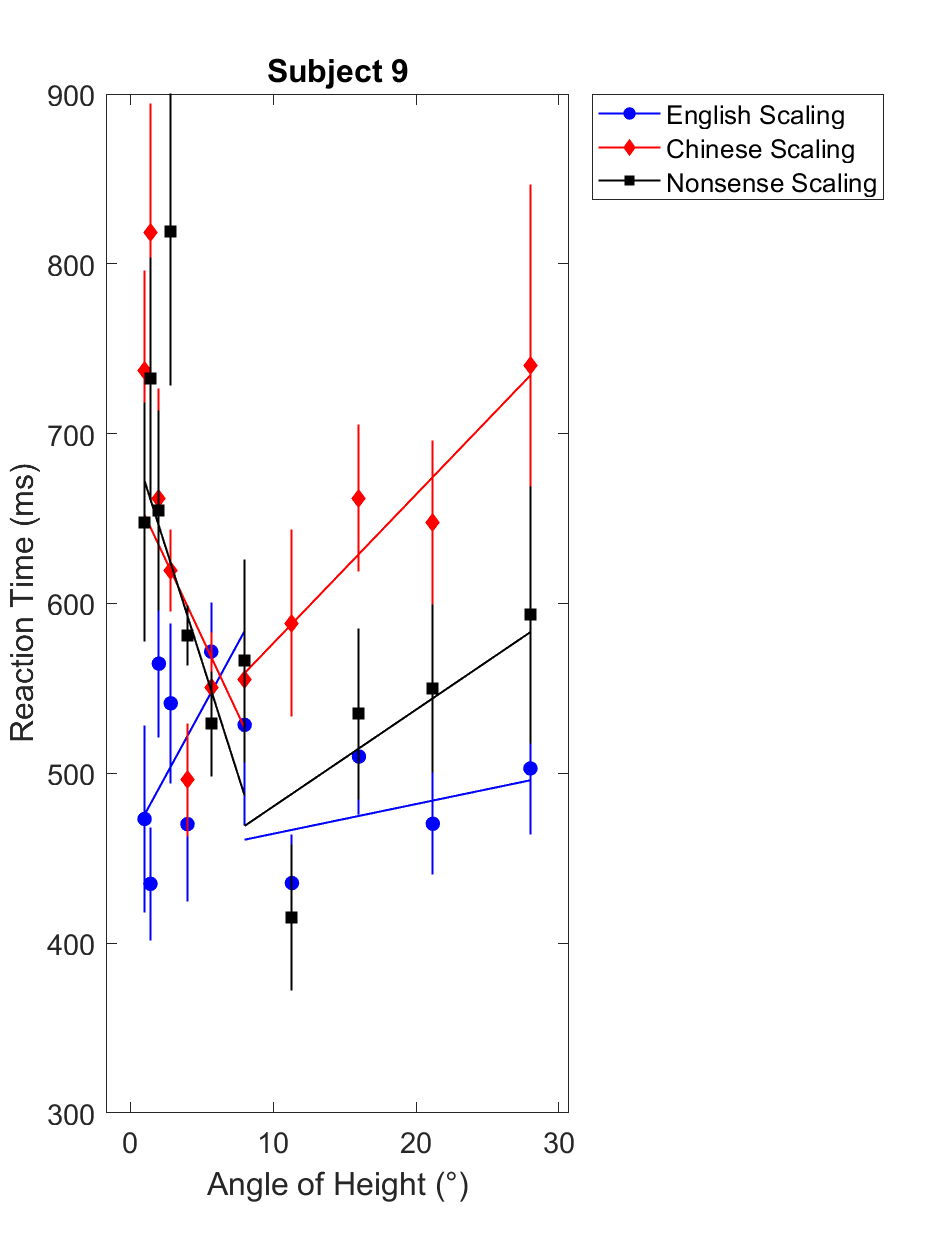 Subject 9
900
800
700
600
500
400
300
0 10 20 30
Reaction Time (ms)
Angle of Height (°)
English Scaling
Chinese Scaling
Nonsense Scaling